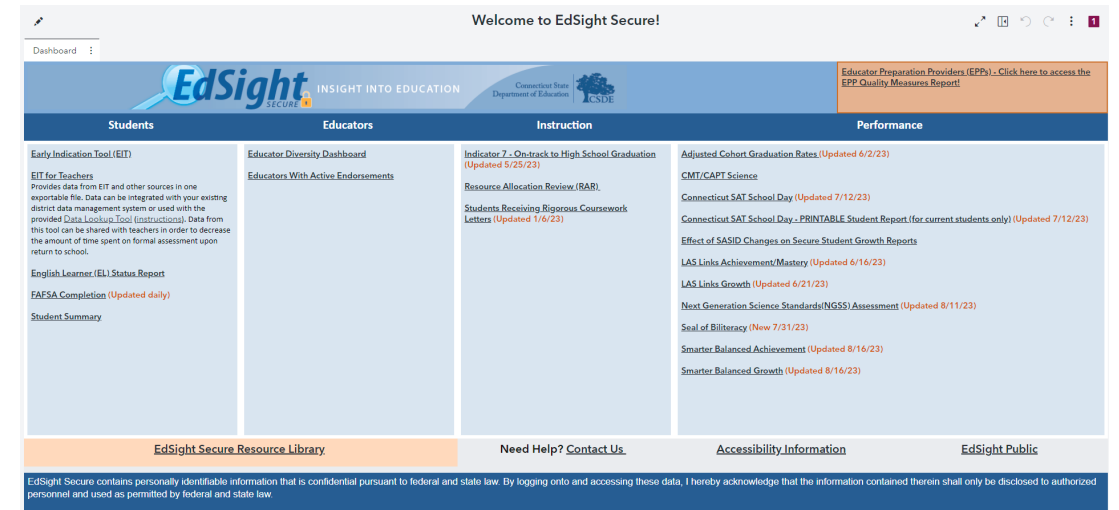 Welcome to EdSight Secure!
1
Dashboard
EdSight
SECURE
INSIGHT INTO EDUCATION
Connecticut State
Department of Education
CSDE
Educator Preparation Providers (EPPs) - Click here to access the
EPP Quality Measures Report!
Students
Educators
Instruction
Performance
Early Indication Tool (EIT)
EIT for Teachers
Provides data from EIT and other sources in one
exportable file. Data can be integrated with your existing
district data management system or used with the
provided Data Lookup Tool (instructions). Data from
this tool can be shared with teachers in order to decrease
the amount of time spent on formal assessment upon
return to school.
English Learner (EL) Status Report
FAFSA Completion (Updated daily)
Student Summary
Educator Diversity Dashboard
Educators With Active Endorsements
Indicator 7 - On-track to High School Graduation
(Updated 5/25/23)
Resource Allocation Review (RAR)
Students Receiving Rigorous Coursework
Letters (Updated 1/6/23)
Adjusted Cohort Graduation Rates (Updated 6/2/23)
CMT/CAPT Science
Connecticut SAT School Day (Updated 7/12/23)
Connecticut SAT School Day - PRINTABLE Student Report (for current students only) (Updated 7/12/23)
Effect of SASID Changes on Secure Student Growth Reports
LAS Links Achievement/Mastery (Updated 6/16/23)
LAS Links Growth (Updated 6/21/23)
Next Generation Science Standards(NGSS) Assessment (Updated 8/11/23)
Seal of Biliteracy (New 7/31/23)
Smarter Balanced Achievement (Updated 8/16/23)
Smarter Balanced Growth (Updated 8/16/23)
EdSight Secure Resource Library
Need Help? Contact Us
Accessibility Information
EdSight Public
EdSight Secure contains personally identifiable information that is confidential pursuant to federal and state law. By logging onto and accessing these data, I hereby acknowledge that the information contained therein shall only be disclosed to authorized
personnel and used as permitted by federal and state law.